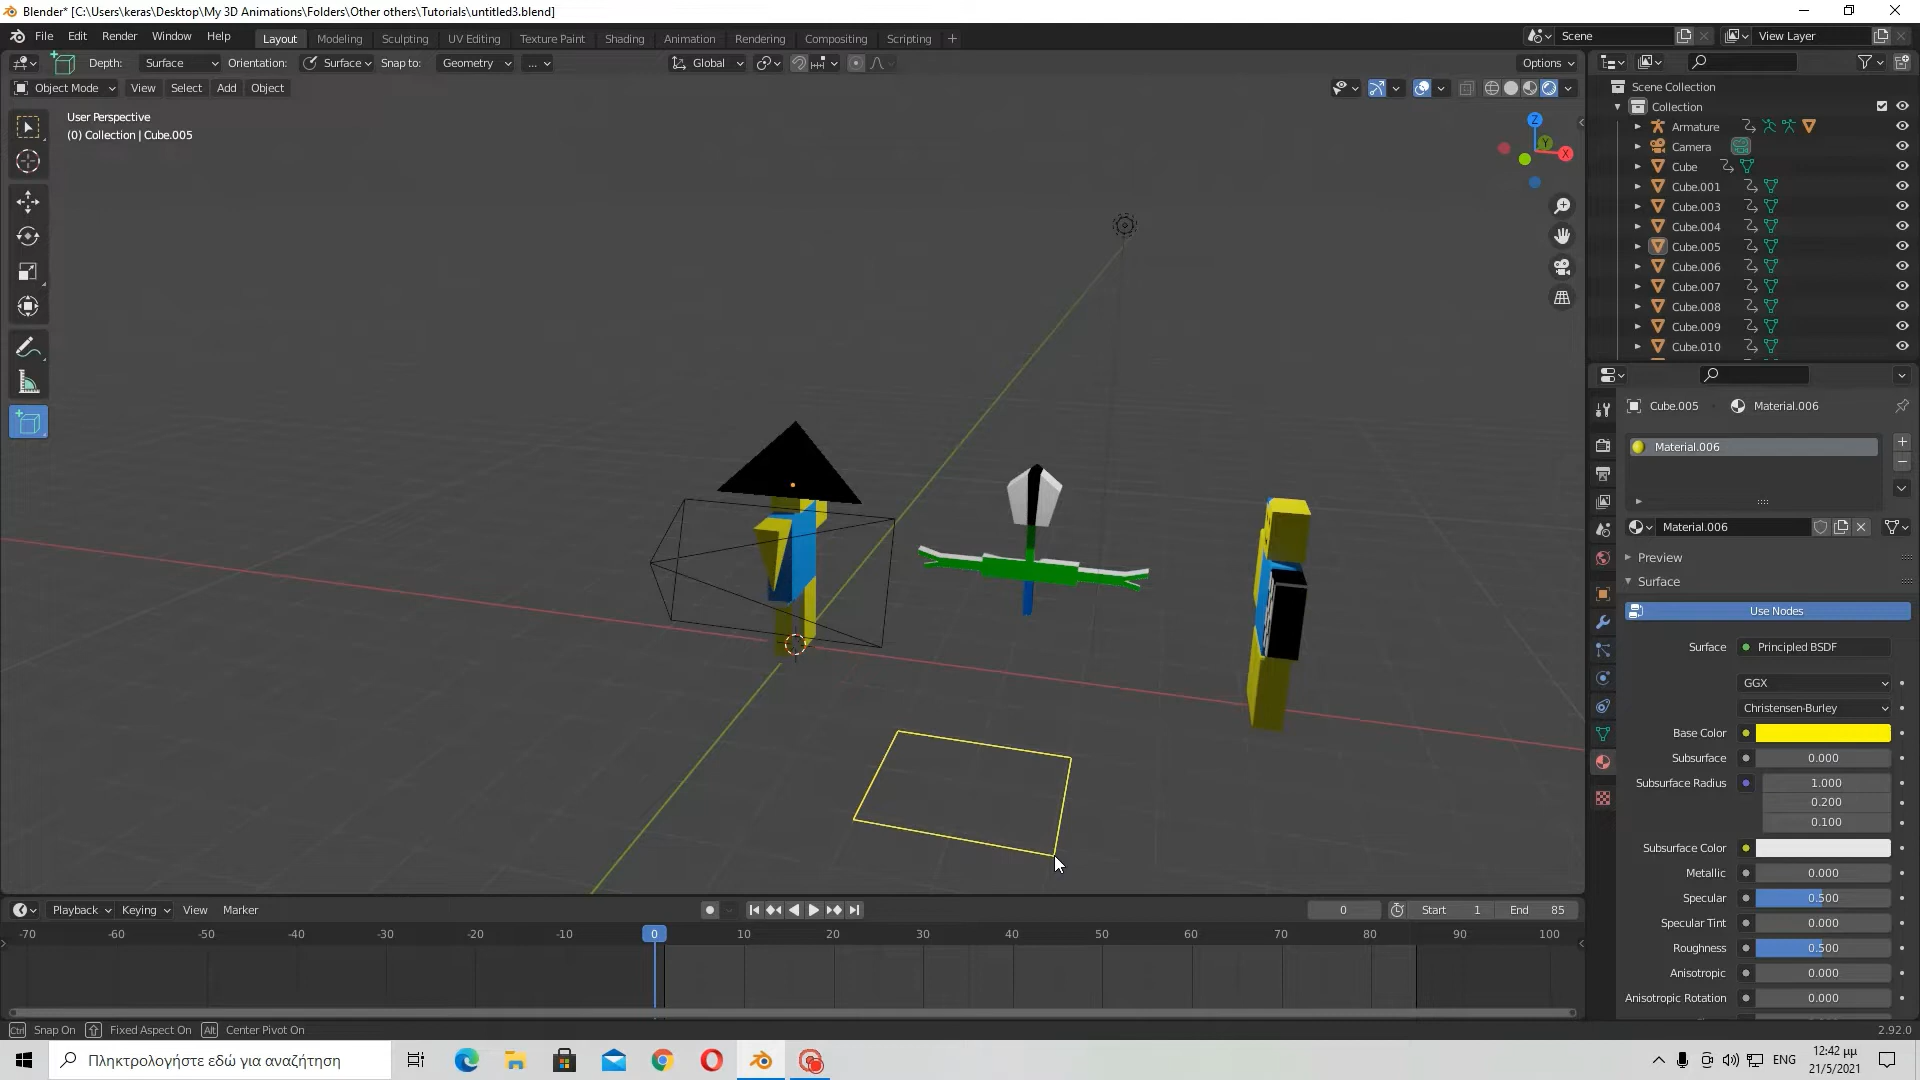 Blender* [C:\Users\keras\Desktop\My 3D Animations\Folders\Other others\Tutorials\untitled3.blend]
File Edit Render Window Help Layout Modeling Sculpting UV Editing Texture Paint Shading Animation Rendering Compositing Scripting + Scene View Layer
Depth: Surface Orientation: Surface Snap to: Geometry ... Global Options
Object Mode View Select Add Object
User Perspective
(0) Collection | Cube.005
Z
Y
X
Scene Collection
Collection
Armature
Camera
Cube
Cube.001
Cube.003
Cube.004
Cube.005
Cube.006
Cube.007
Cube.008
Cube.009
Cube.010
Cube.005 Material.006
Material.006
Material.006
Preview
Surface
Use Nodes
Surface Principled BSDF
GGX
Christensen-Burley
Base Color
Subsurface 0.000
Subsurface Radius 1.000
0.200
0.100
Subsurface Color
Metallic 0.000
Specular 0.500
Specular Tint 0.000
Roughness 0.500
Anisotropic 0.000
Anisotropic Rotation 0.000
Playback Keying View Marker 0 Start 1 End 85
-70 -60 -50 -40 -30 -20 -10 0 10 20 30 40 50 60 70 80 90 100
Ctrl Snap On Fixed Aspect On Alt Center Pivot On 2.92.0
Πληκτρολογήστε εδώ για αναζήτηση
ENG
12:42 μμ
21/5/2021